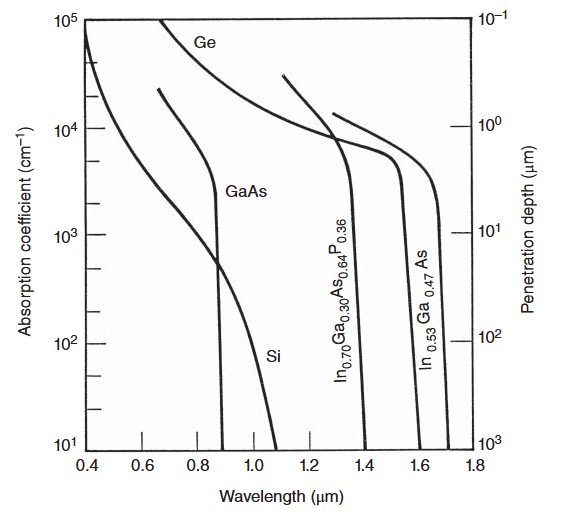 10⁵
10⁴
10³
10²
10¹
Absorption coefficient (cm⁻¹)
Ge
GaAs
Si
In₀.₇₀Ga₀.₃₀As₀.₆₄P₀.₃₆
In ₀.₅₃ Ga ₀.₄₇ As
10⁻¹
10⁰
10¹
10²
10³
Penetration depth (μm)
0.4 0.6 0.8 1.0 1.2 1.4 1.6 1.8
Wavelength (μm)